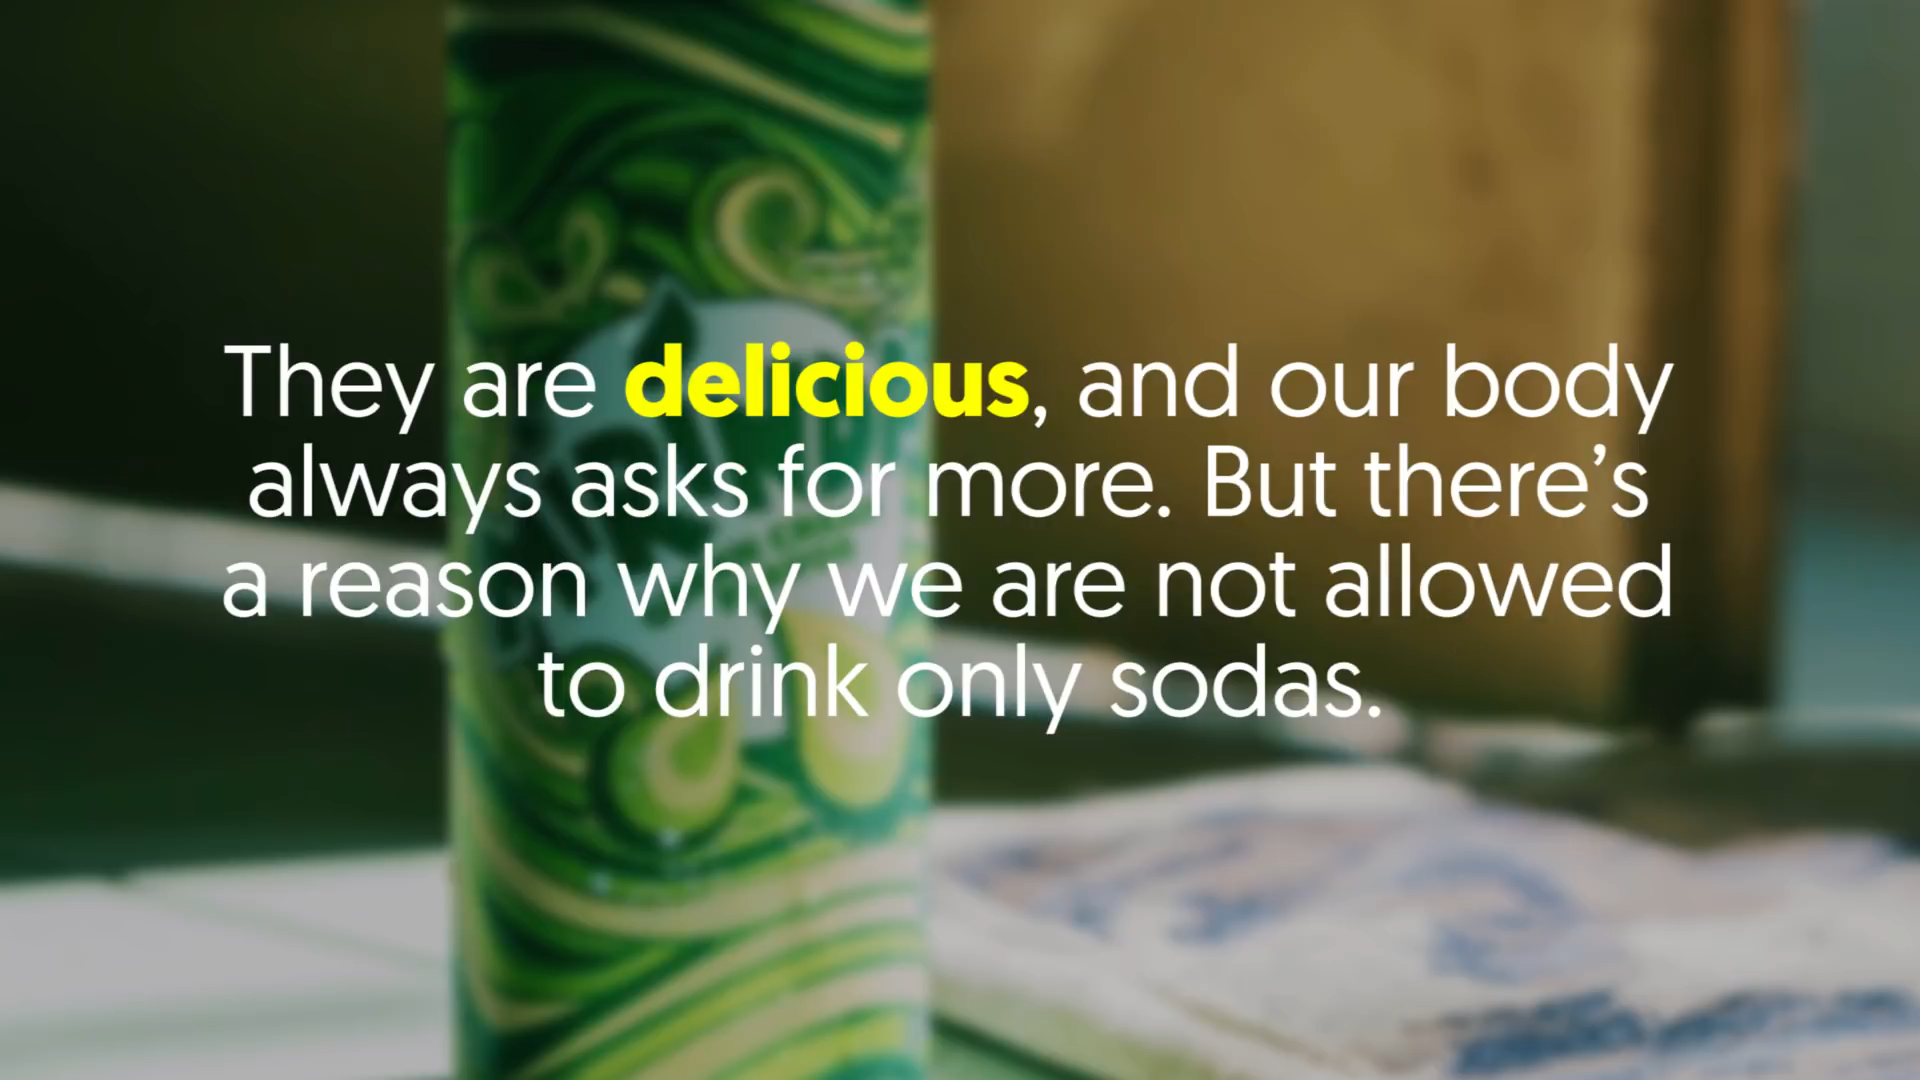 They are delicious, and our body
always asks for more. But there’s
a reason why we are not allowed
to drink only sodas.